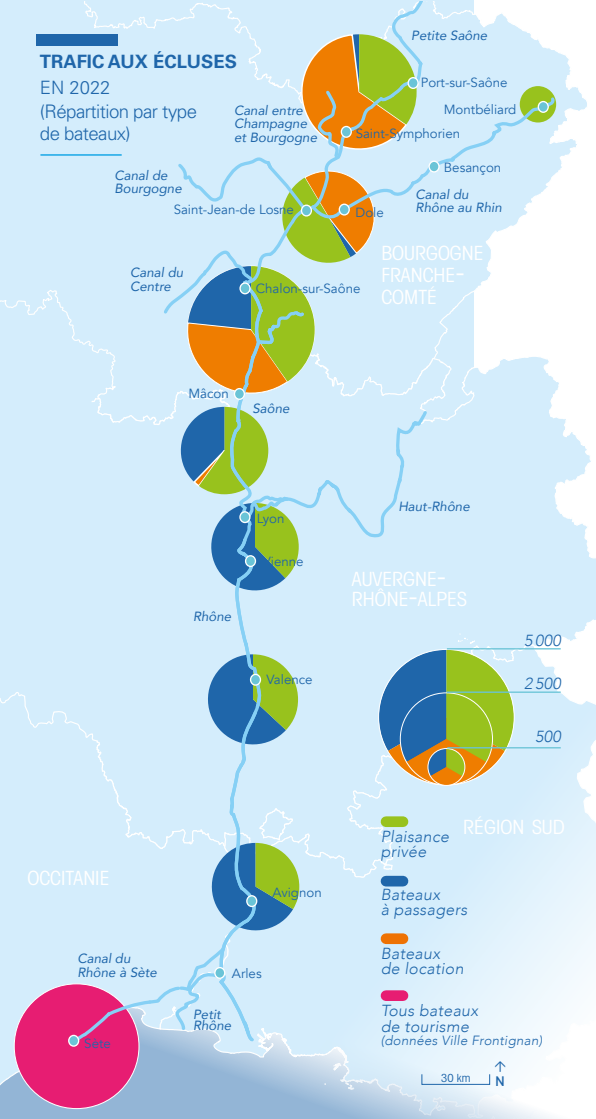 TRAFIC AUX ÉCLUSES
EN 2022
(Répartition par type
de bateaux)
Petite Saône
Port-sur-Saône
Montbéliard
Canal entre
Champagne
et Bourgogne
Saint-Symphorien
Besançon
Canal de
Bourgogne
Canal du
Rhône au Rhin
Saint-Jean de Losne
Dole
BOURGOGNE
FRANCHE-
COMTÉ
Canal du
Centre
Chalon-sur-Saône
Mâcon
Saône
Haut-Rhône
Lyon
Vienne
AUVERGNE-
RHÔNE-ALPES
Rhône
5 000
Valence
2 500
500
Plaisance
privée
RÉGION SUD
OCCITANIE
Avignon
Bateaux
à passagers
Bateaux
de location
Canal du
Rhône à Sète
Arles
Petit
Rhône
Tous bateaux
de tourisme
(données Ville Frontignan)
Sète
30 km
N